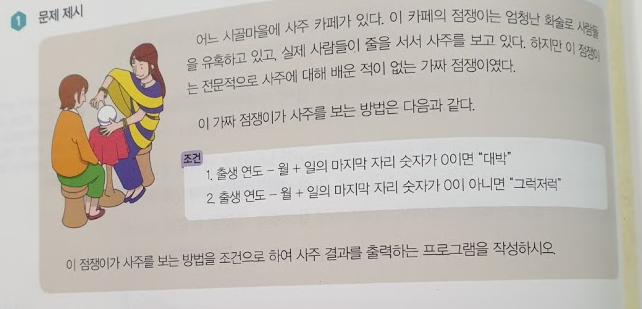 1 문제 제시
어느 시골마을에 사주 카페가 있다. 이 카페의 점쟁이는 엄청난 화술로 사람들
을 유혹하고 있고, 실제 사람들이 줄을 서서 사주를 보고 있다. 하지만 이 점쟁이
는 전문적으로 사주에 대해 배운 적이 없는 가짜 점쟁이였다.
이 가짜 점쟁이가 사주를 보는 방법은 다음과 같다.
조건
1. 출생 연도 - 월 + 일의 마지막 자리 숫자가 0이면 “대박”
2. 출생 연도 - 월 + 일의 마지막 자리 숫자가 0이 아니면 “그럭저럭”
이 점쟁이가 사주를 보는 방법을 조건으로 하여 사주 결과를 출력하는 프로그램을 작성하시오.